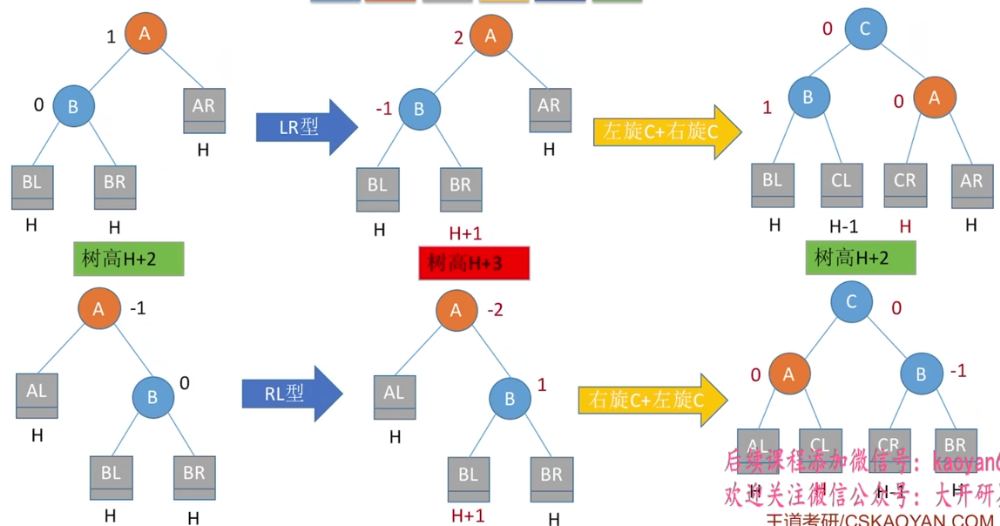 1 A
0 B AR
H
BL BR
H H
树高H+2
LR型
2 A
-1 B AR
H
BL BR
H H+1
树高H+3
左旋C+右旋C
0 C
1 B 0 A
BL CL CR AR
H H-1 H H
树高H+2
A -1
AL B 0
H
BL BR
H H
RL型
A -2
AL B 1
H
BL BR
H+1 H
右旋C+左旋C
C 0
0 A B -1
AL CL CR BR
H H H-1 H
后续课程添加微信号：kaoyan
欢迎关注微信公众号：大开研
王道考研/CSKAOYAN.COM